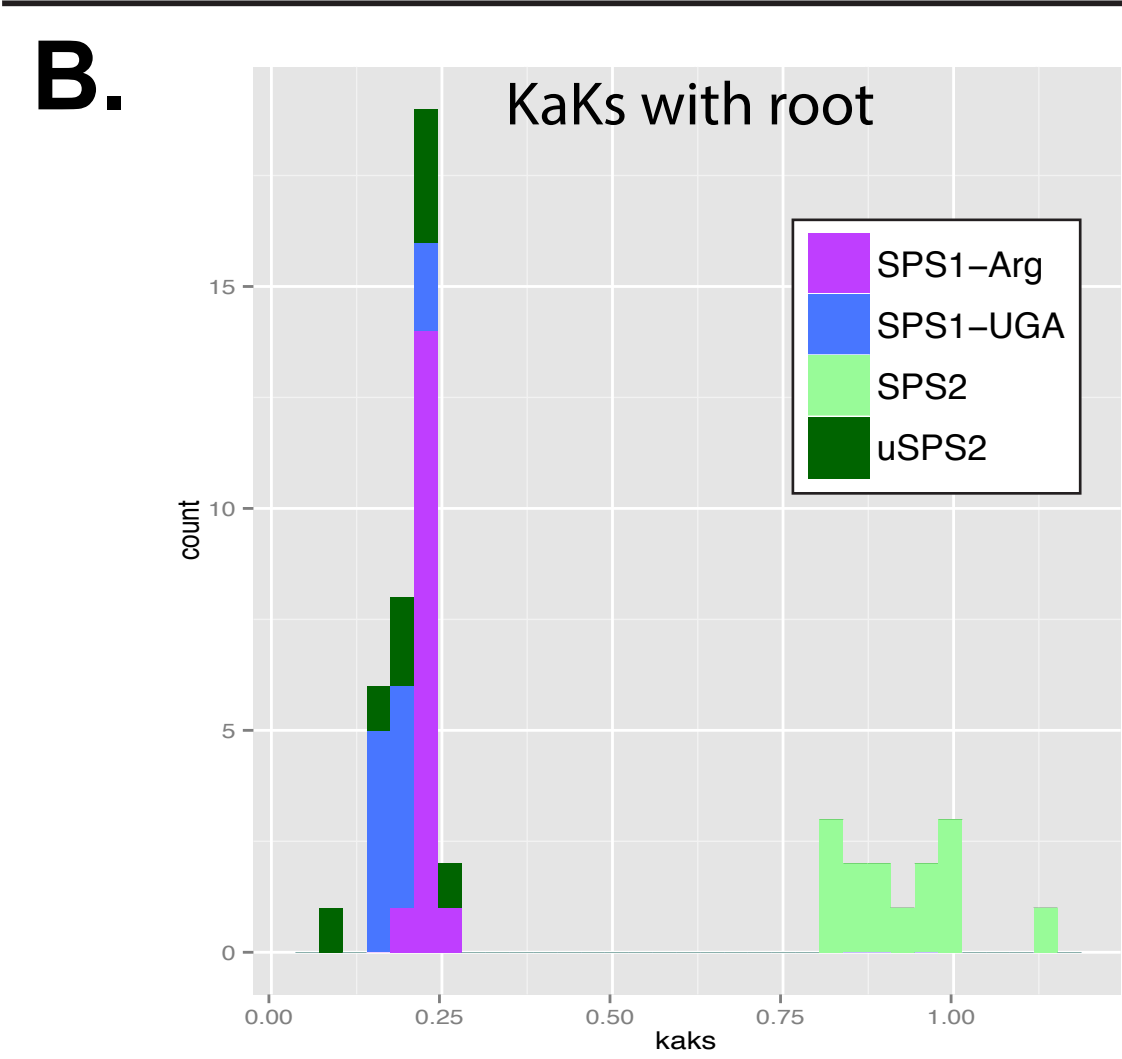 B.
KaKs with root
SPS1–Arg
SPS1–UGA
SPS2
uSPS2
15
10
5
0
count
0.00 0.25 0.50 0.75 1.00
kaks